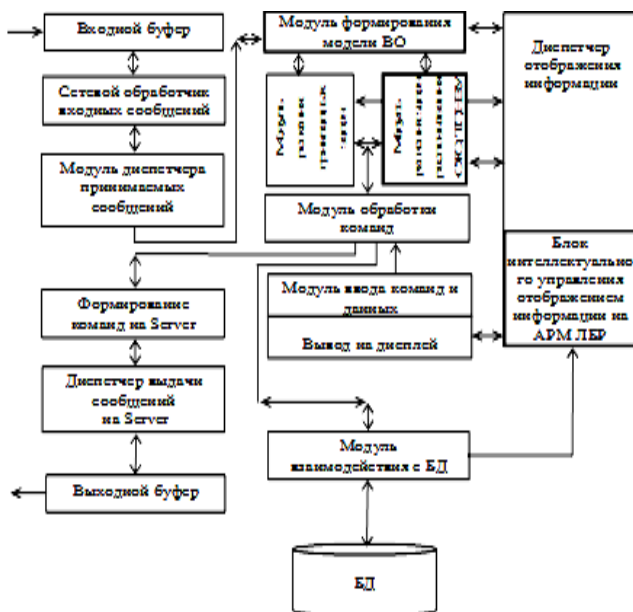 Входной буфер
Сетевой обработчик
входных сообщений
Модуль диспетчера
принимаемых
сообщений
Формирование
команд на Server
Диспетчер выдачи
сообщений
на Server
Выходной буфер
Модуль формирования
модели ВО
Модуль обработки
команд
Модуль ввода команд и
данных
Вывод на дисплей
Модуль
взаимодействия с БД
БД
Диспетчер
отображения
информации
Блок
интеллектуально
го управления
отображением
информации на
АРМ ЛБР